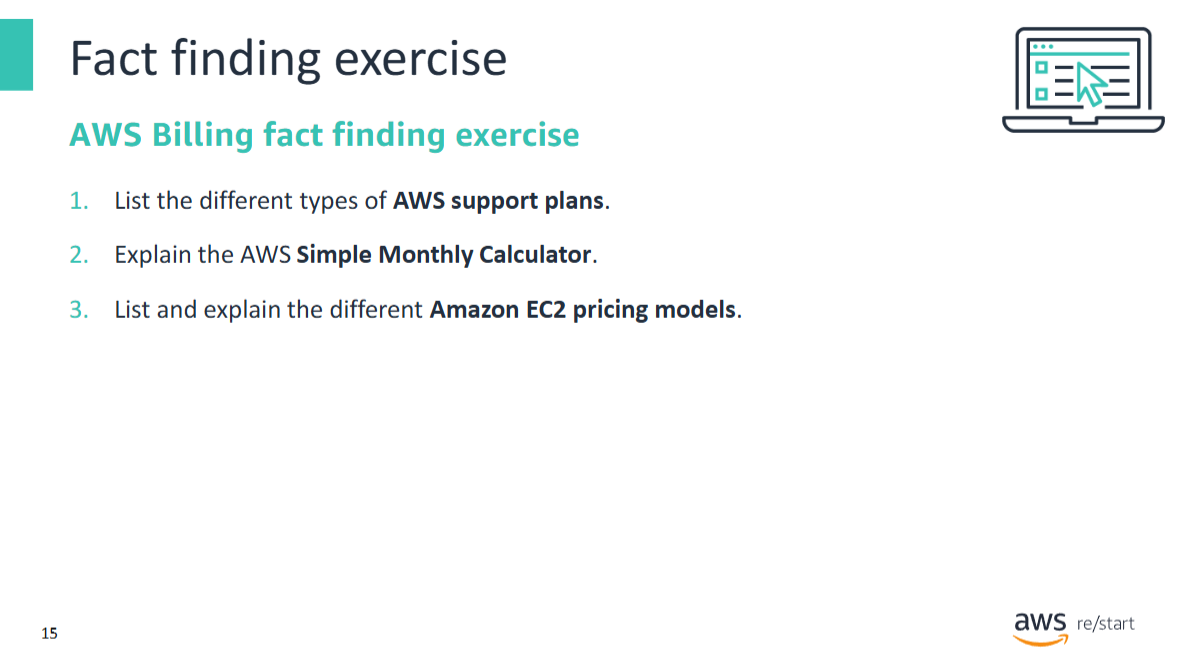 Fact finding exercise
AWS Billing fact finding exercise
1. List the different types of AWS support plans.
2. Explain the AWS Simple Monthly Calculator.
3. List and explain the different Amazon EC2 pricing models.
15
aws re/start